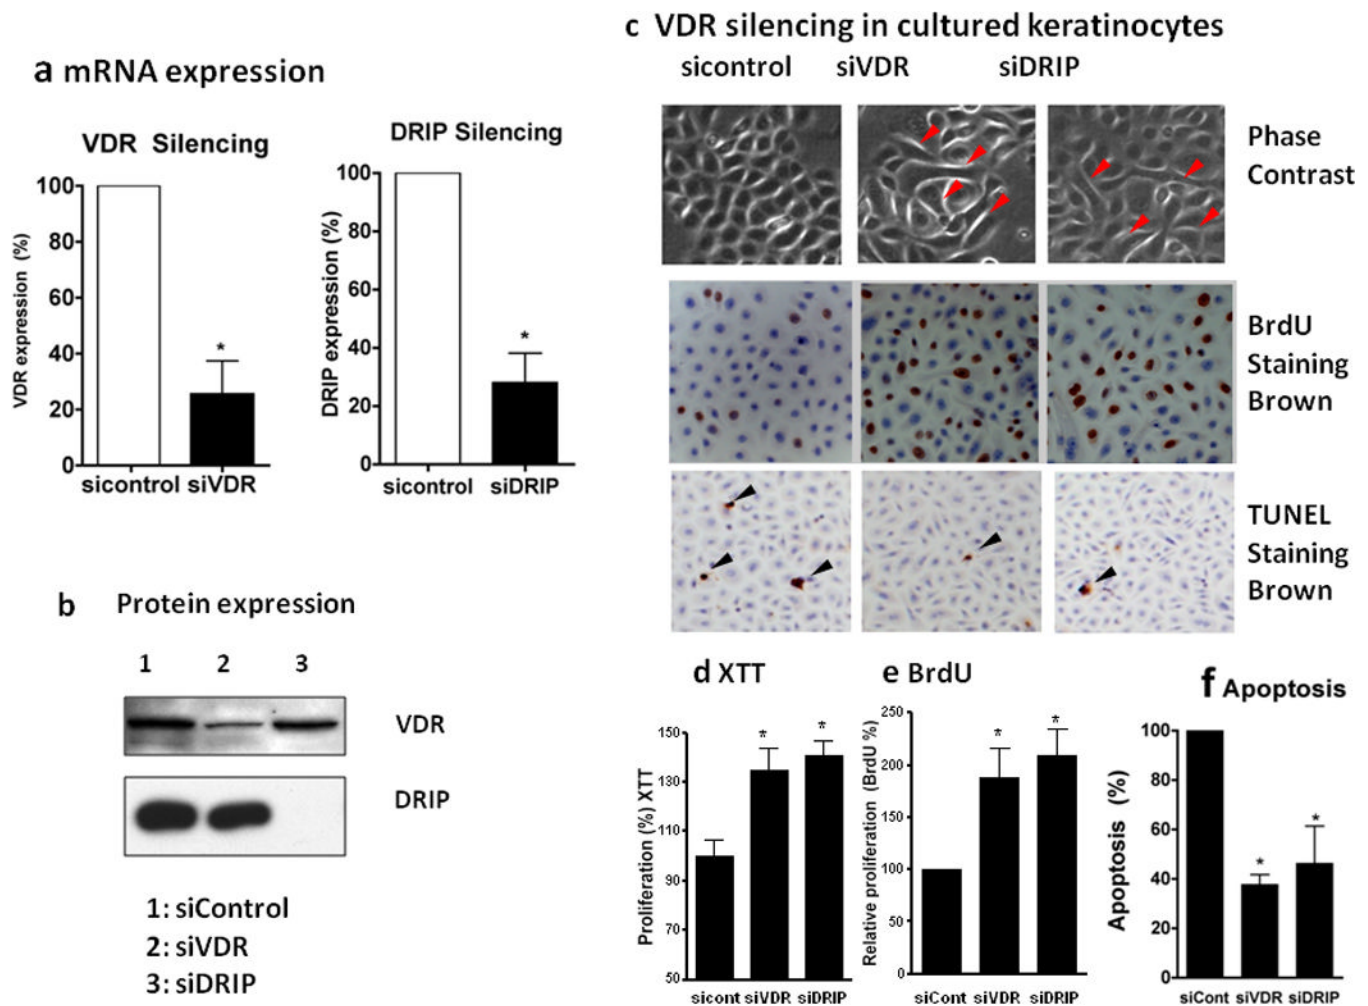 a mRNA expression
VDR Silencing
VDR expression (%)
100
80
60
40
20
0
*
sicontrol siVDR
DRIP Silencing
DRIP expression (%)
100
80
60
40
20
0
*
sicontrol siDRIP
b Protein expression
1 2 3
VDR
DRIP
1: siControl
2: siVDR
3: siDRIP
c VDR silencing in cultured keratinocytes
sicontrol siVDR siDRIP
Phase
Contrast
BrdU
Staining
Brown
TUNEL
Staining
Brown
d XTT
Proliferation (%) XTT
150
130
110
90
70
50
* *
sicont siVDR siDRIP
e BrdU
Relative proliferation (BrdU %)
250
200
150
100
50
0
* *
siCont siVDR siDRIP
f Apoptosis
Apoptosis (%)
100
80
60
40
20
0
* *
siCont siVDR siDRIP